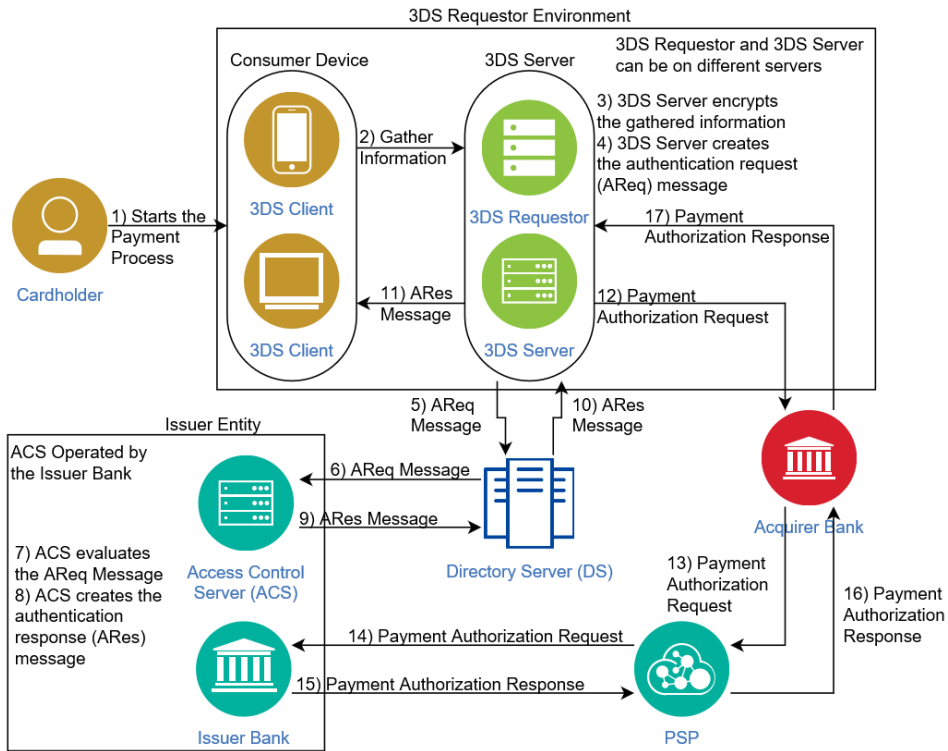 3DS Requestor Environment
3DS Requestor and 3DS Server
can be on different servers
Consumer Device
3DS Server
3) 3DS Server encrypts
the gathered information
4) 3DS Server creates
the authentication request
(AReq) message
2) Gather
Information
3DS Client
3DS Requestor
1) Starts the
Payment
Process
Cardholder
17) Payment
Authorization Response
11) ARes
Message
12) Payment
Authorization Request
3DS Client
3DS Server
5) AReq
Message
10) ARes
Message
Issuer Entity
ACS Operated by
the Issuer Bank
6) AReq Message
9) ARes Message
Acquirer Bank
7) ACS evaluates
the AReq Message
8) ACS creates the
authentication
response (ARes)
message
Access Control
Server (ACS)
Directory Server (DS)
13) Payment
Authorization
Request
16) Payment
Authorization
Response
14) Payment Authorization Request
15) Payment Authorization Response
Issuer Bank
PSP